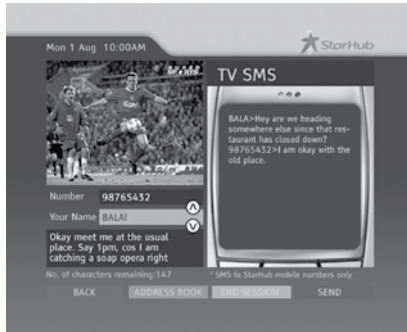 Mon 1 Aug 10:00AM
StarHub
TV SMS
BALA>Hey are we heading
somewhere else since that res-
taurant has closed down?
98765432>I am okay with the
old place.
Number 98765432
Your Name BALAI
Okay meet me at the usual
place. Say 1pm, cos I am
catching a soap opera right
No. of characters remaining:147
* SMS to StarHub mobile numbers only
BACK
ADDRESS BOOK
END SESSION
SEND